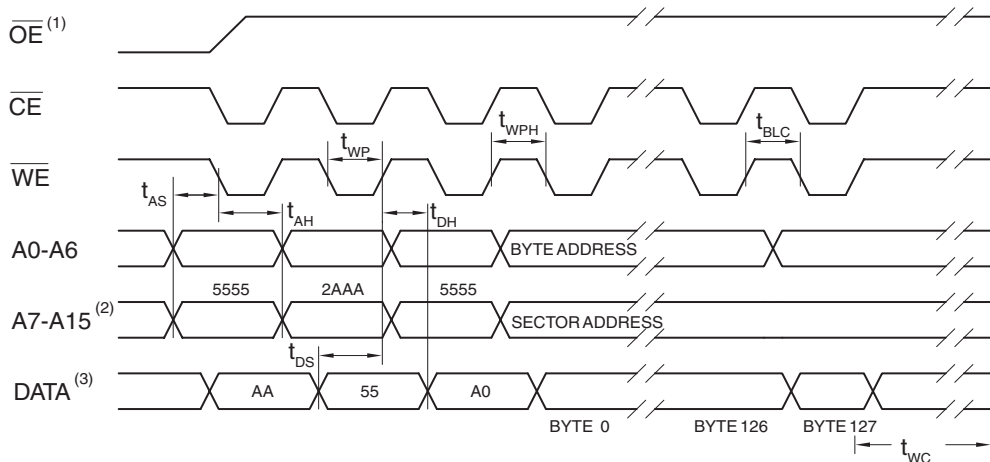 OE (1)
CE
tWP tWPH tBLC
WE
tAS tAH tDH
A0-A6 BYTE ADDRESS
5555 2AAA 5555
A7-A15 (2) SECTOR ADDRESS
tDS
DATA (3) AA 55 A0
BYTE 0 BYTE 126 BYTE 127
tWC